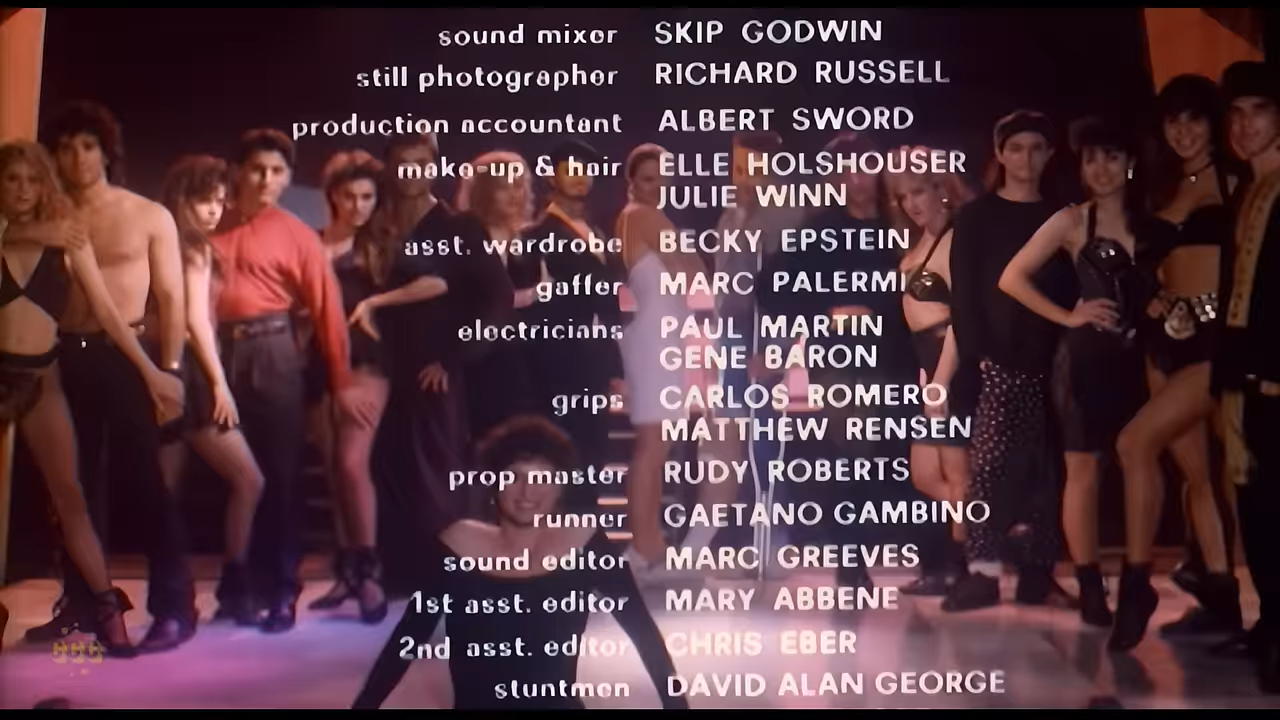 sound mixer SKIP GODWIN
still photographer RICHARD RUSSELL
production accountant ALBERT SWORD
make-up & hair ELLE HOLSHOUSER
JULIE WINN
asst. wardrobe BECKY EPSTEIN
gaffer MARC PALERMI
electricians PAUL MARTIN
GENE BARON
grips CARLOS ROMERO
MATTHEW RENSEN
prop master RUDY ROBERTS
runner GAETANO GAMBINO
sound editor MARC GREEVES
1st asst. editor MARY ABBENE
2nd asst. editor CHRIS EBER
stuntmen DAVID ALAN GEORGE